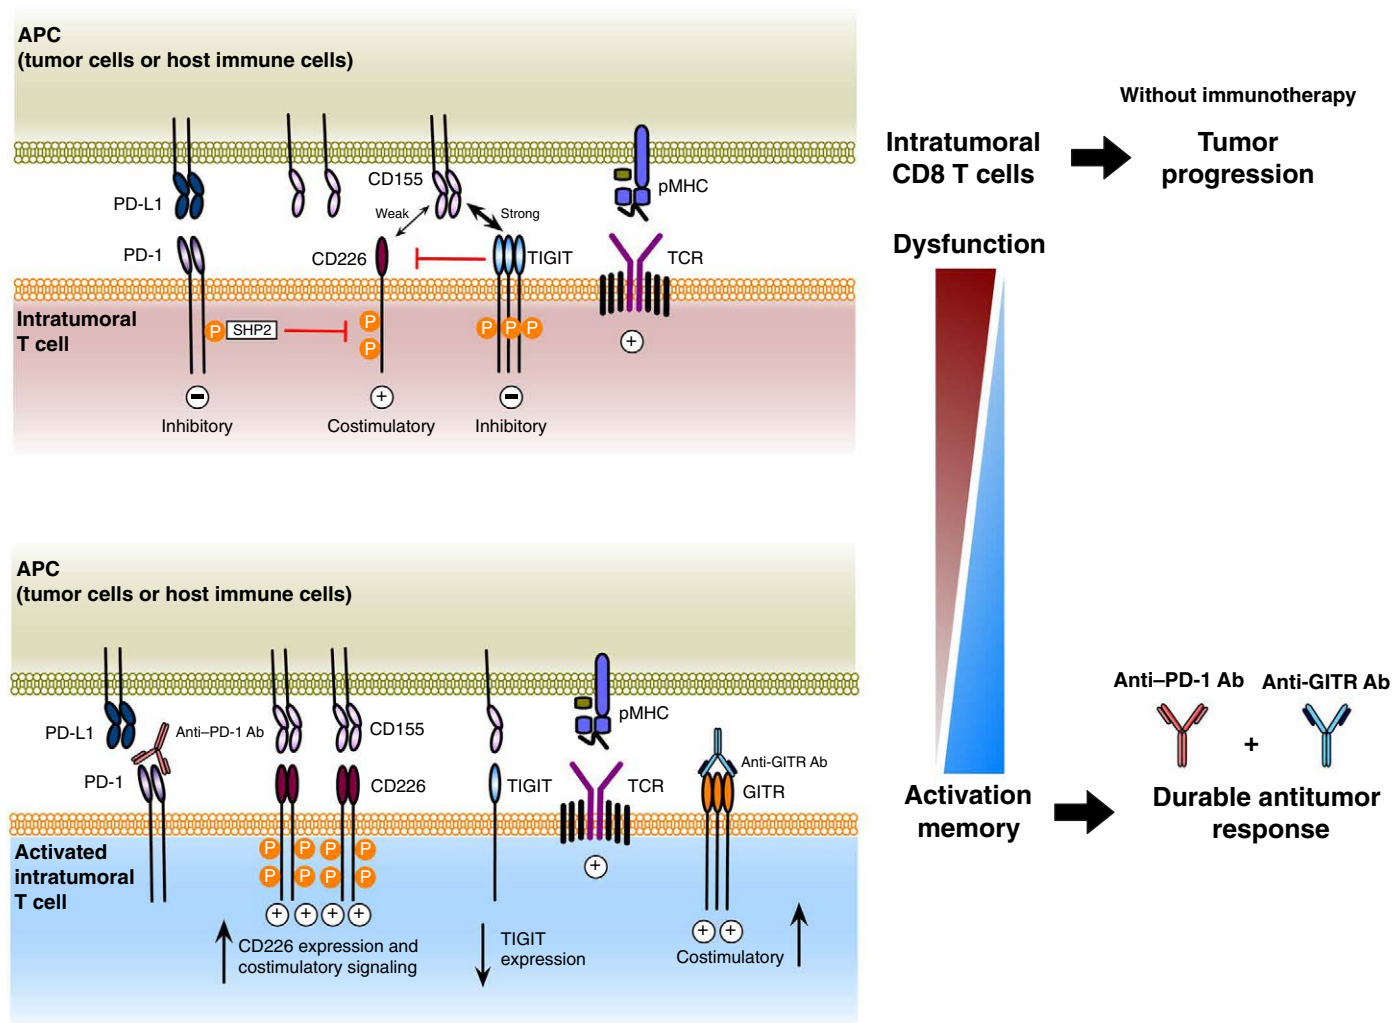 APC
(tumor cells or host immune cells)
Without immunotherapy
Intratumoral
CD8 T cells
Tumor
progression
CD155
pMHC
PD-L1
Weak
Strong
PD-1
CD226
TIGIT
TCR
Dysfunction
Intratumoral
T cell
P
SHP2
P
P
P
P
P
+
−
+
−
Inhibitory
Costimulatory
Inhibitory
APC
(tumor cells or host immune cells)
Anti–PD-1 Ab
Anti-GITR Ab
+
pMHC
PD-L1
Anti–PD-1 Ab
CD155
Anti-GITR Ab
PD-1
CD226
TIGIT
TCR
GITR
Activation
memory
Durable antitumor
response
Activated
intratumoral
T cell
P P P P
P P P P
+
+ + + +
+ +
CD226 expression and
costimulatory signaling
TIGIT
expression
Costimulatory